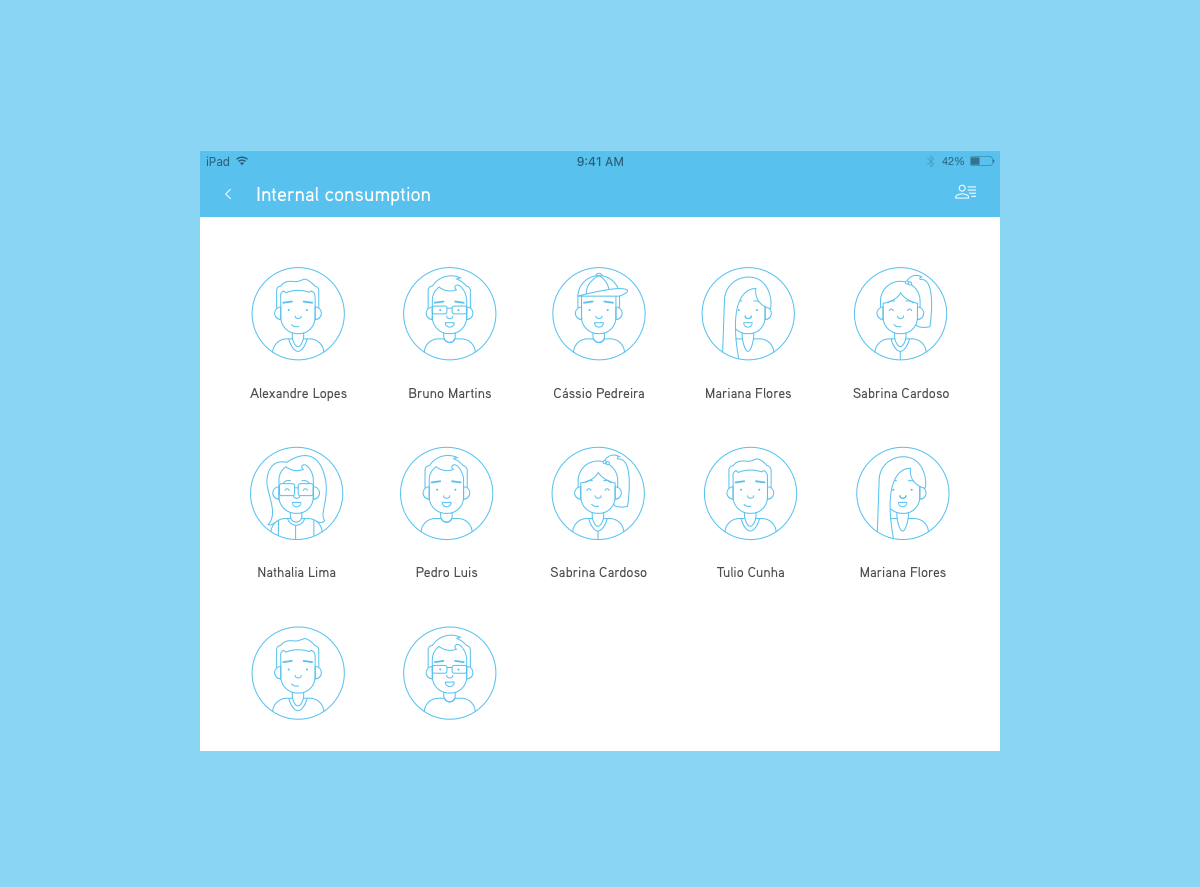 iPad 9:41 AM 42%
Internal consumption
Alexandre Lopes Bruno Martins Cássio Pedreira Mariana Flores Sabrina Cardoso
Nathalia Lima Pedro Luis Sabrina Cardoso Tulio Cunha Mariana Flores